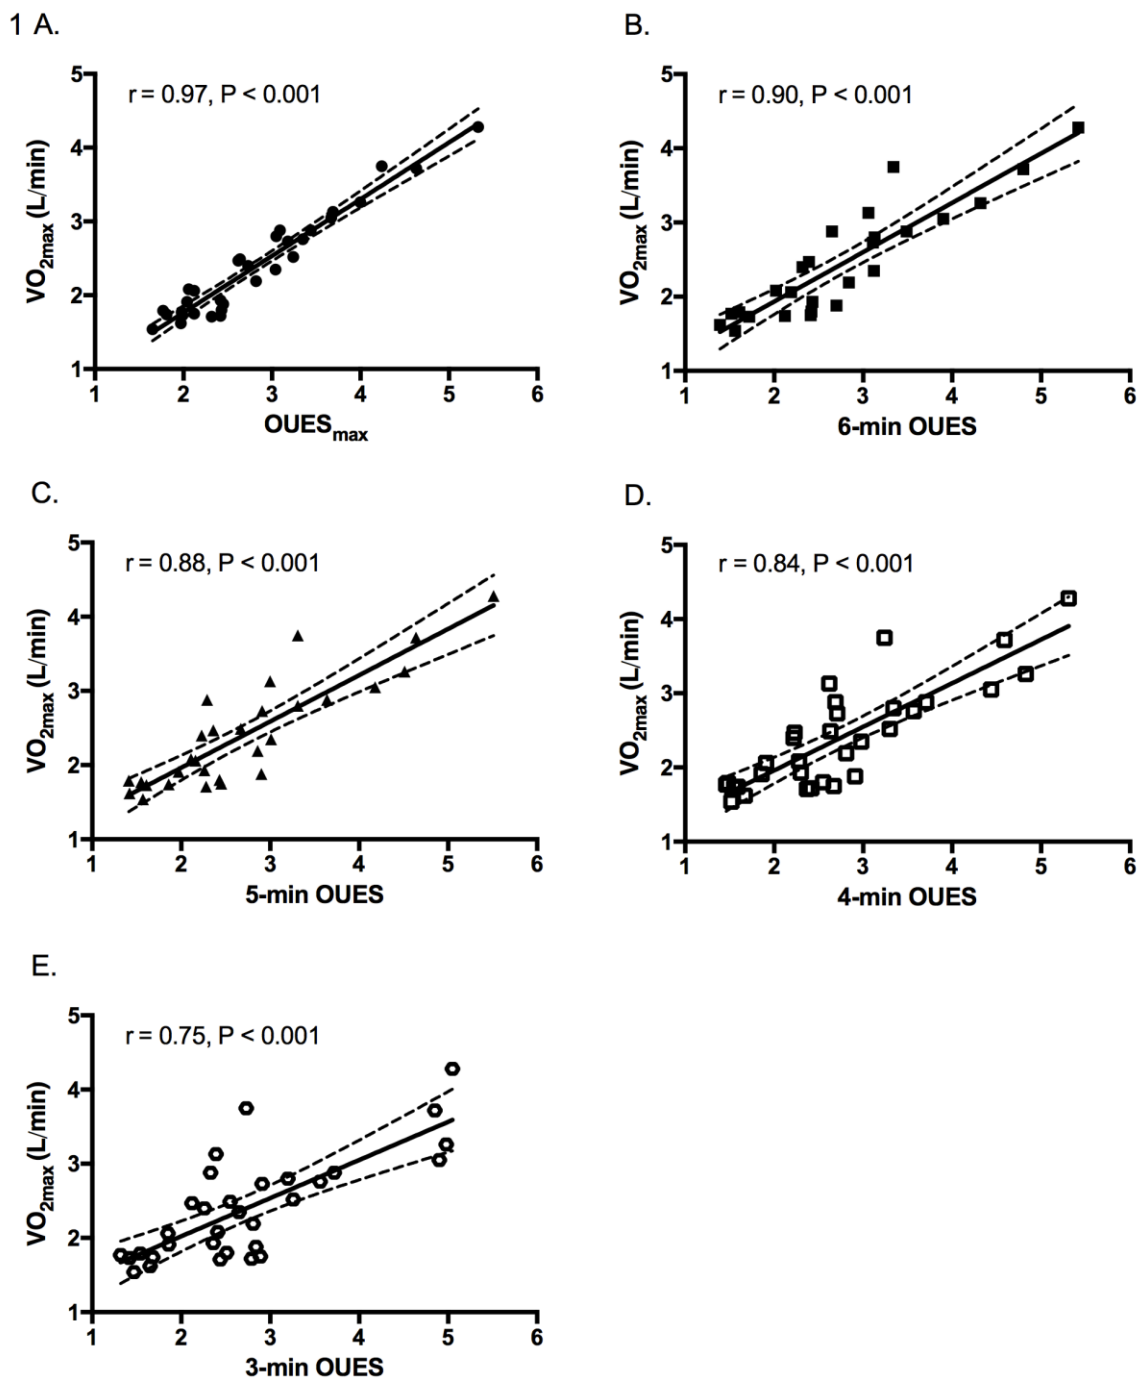 1 A.
B.
r = 0.97, P < 0.001
r = 0.90, P < 0.001
VO2max (L/min)
5
4
3
2
1
1 2 3 4 5 6
OUESmax
VO2max (L/min)
5
4
3
2
1
1 2 3 4 5 6
6-min OUES
C.
D.
r = 0.88, P < 0.001
r = 0.84, P < 0.001
VO2max (L/min)
5
4
3
2
1
1 2 3 4 5 6
5-min OUES
VO2max (L/min)
5
4
3
2
1
1 2 3 4 5 6
4-min OUES
E.
r = 0.75, P < 0.001
VO2max (L/min)
5
4
3
2
1
1 2 3 4 5 6
3-min OUES